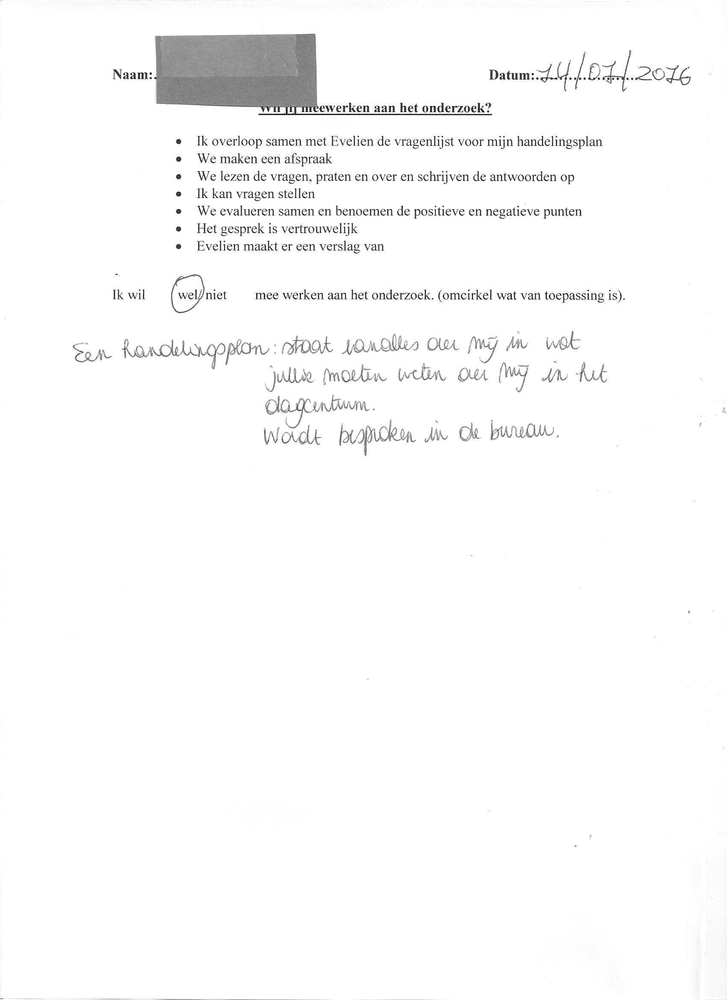 Naam:. Datum: 14/01/2016
Wil jij meewerken aan het onderzoek?
• Ik overloop samen met Evelien de vragenlijst voor mijn handelingsplan
• We maken een afspraak
• We lezen de vragen, praten en over en schrijven de antwoorden op
• Ik kan vragen stellen
• We evalueren samen en benoemen de positieve en negatieve punten
• Het gesprek is vertrouwelijk
• Evelien maakt er een verslag van
Ik wil wel/ niet mee werken aan het onderzoek. (omcirkel wat van toepassing is).
Een handelingsplan: staat vanalles over mij in wat
jullie moeten weten over mij in het
dagcentrum.
Wordt besproken in de bureau.